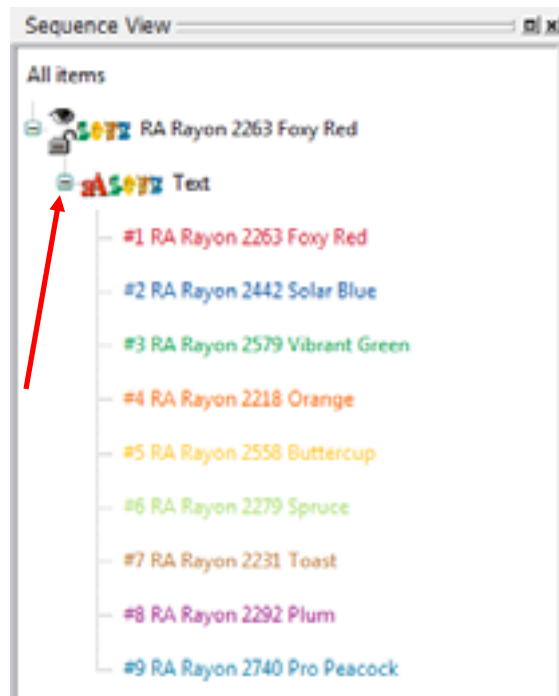 Sequence View
All items
RA Rayon 2263 Foxy Red
Text
#1 RA Rayon 2263 Foxy Red
#2 RA Rayon 2442 Solar Blue
#3 RA Rayon 2579 Vibrant Green
#4 RA Rayon 2218 Orange
#5 RA Rayon 2558 Buttercup
#6 RA Rayon 2279 Spruce
#7 RA Rayon 2231 Toast
#8 RA Rayon 2292 Plum
#9 RA Rayon 2740 Pro Peacock